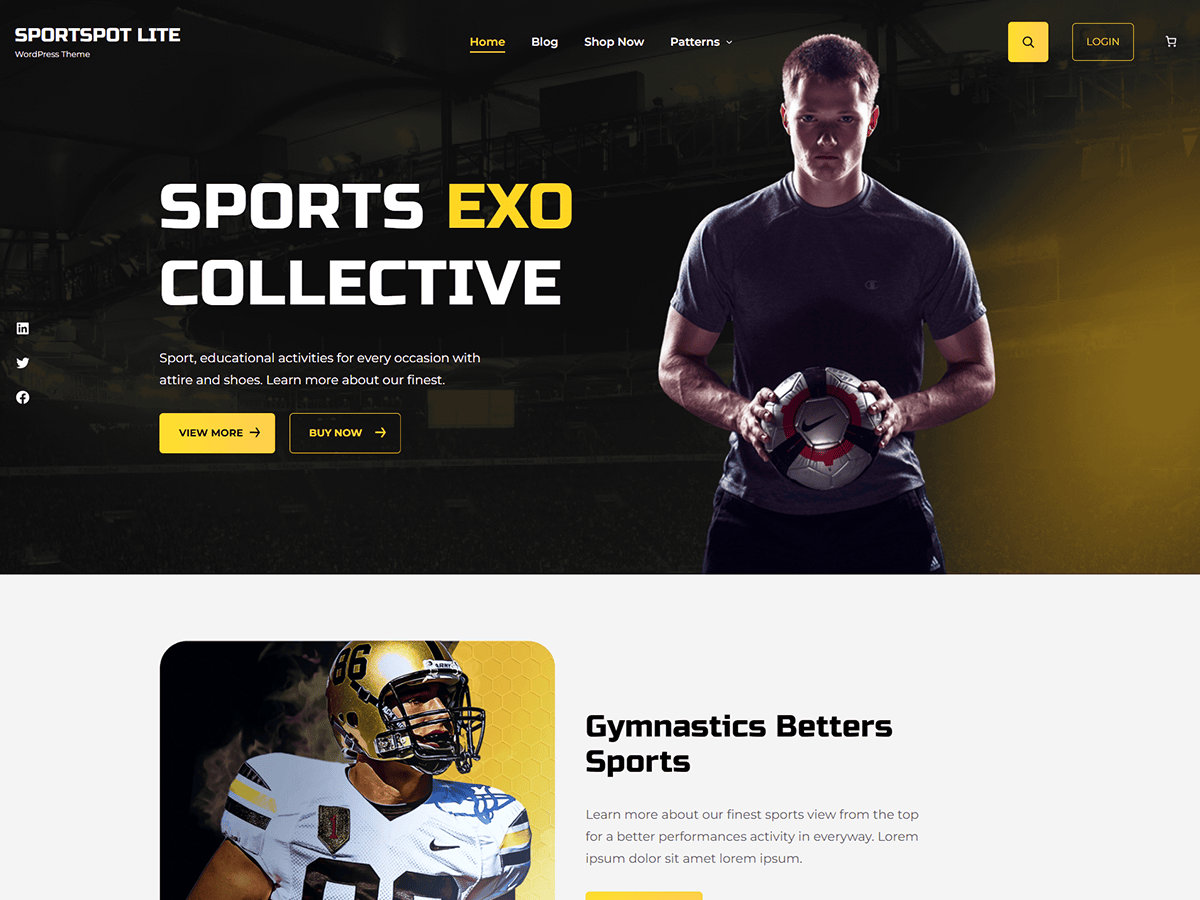 SPORTSPOT LITE
WordPress Theme
Home Blog Shop Now Patterns
LOGIN
SPORTS EXO
COLLECTIVE
Sport, educational activities for every occasion with
attire and shoes. Learn more about our finest.
VIEW MORE
BUY NOW
86
ARMY
Gymnastics Betters
Sports
Learn more about our finest sports view from the top
for a better performances activity in everyway. Lorem
ipsum dolor sit amet lorem ipsum.